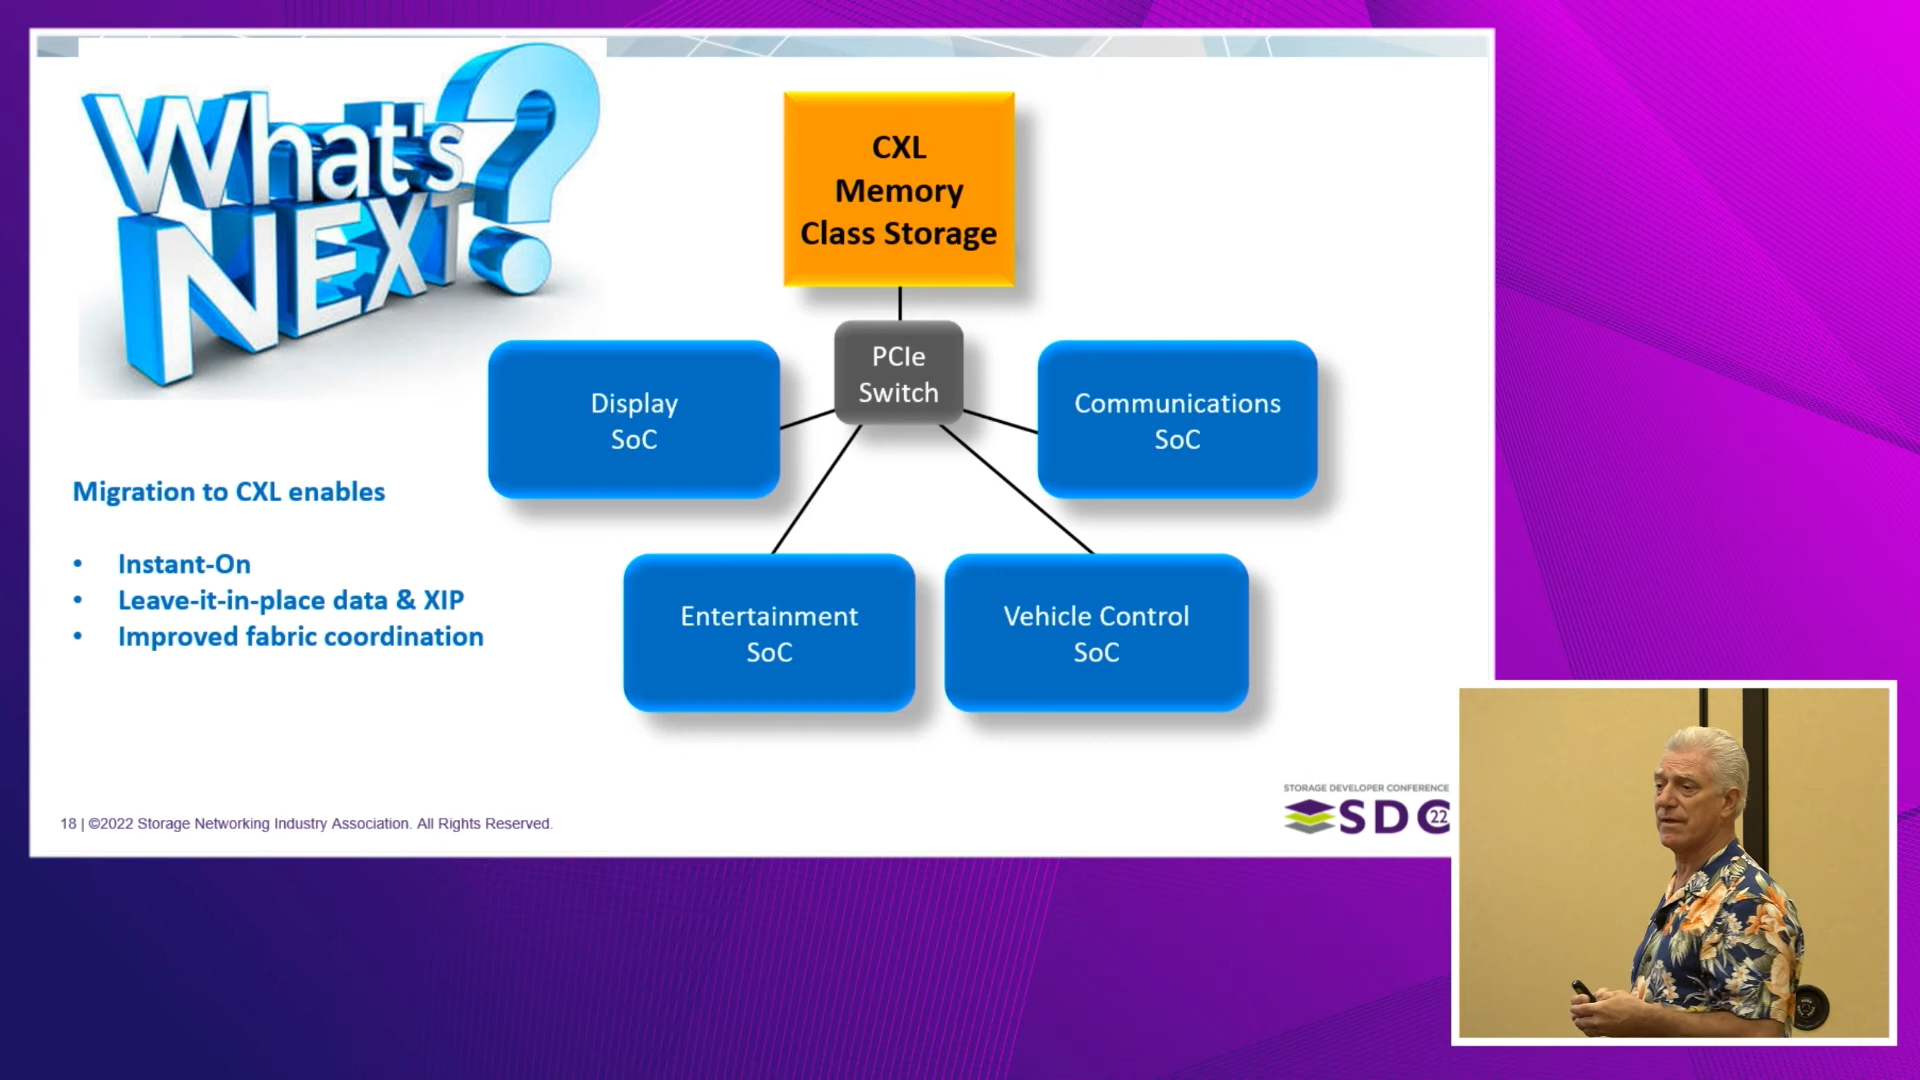 What's
NEXT?
CXL
Memory
Class Storage
PCIe
Switch
Display
SoC
Communications
SoC
Migration to CXL enables
• Instant-On
• Leave-it-in-place data & XIP
• Improved fabric coordination
Entertainment
SoC
Vehicle Control
SoC
18 | ©2022 Storage Networking Industry Association. All Rights Reserved.
STORAGE DEVELOPER CONFERENCE
SDC 22